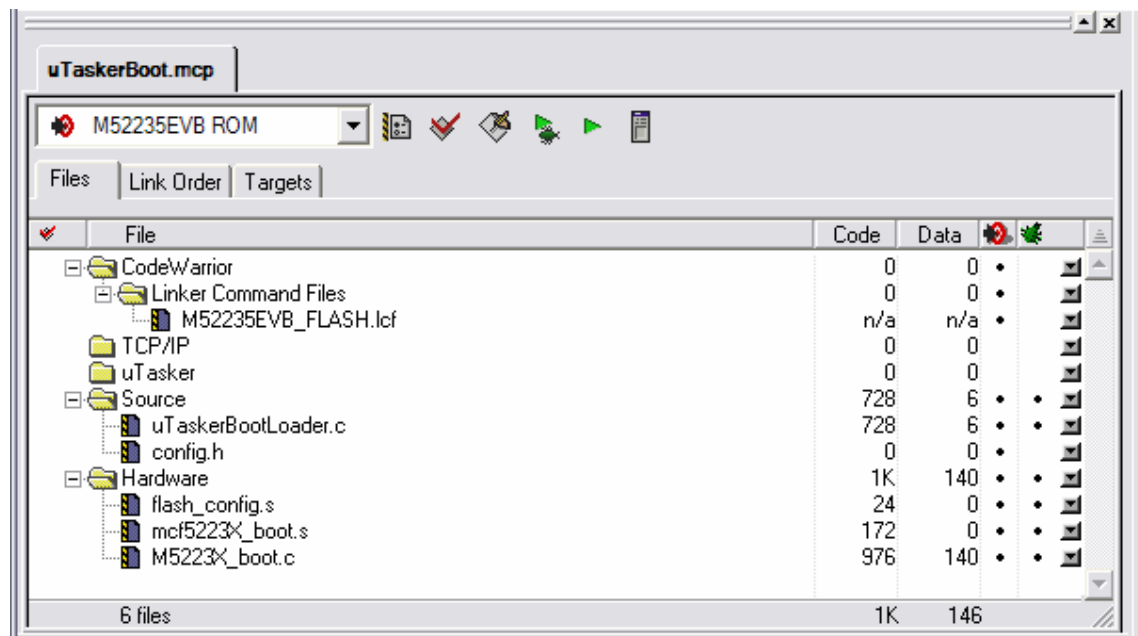 uTaskerBoot.mcp
M52235EVB ROM
Files Link Order Targets
File Code Data
CodeWarrior 0 0
Linker Command Files 0 0
M52235EVB_FLASH.lcf n/a n/a
TCP/IP 0 0
uTasker 0 0
Source 728 6
uTaskerBootLoader.c 728 6
config.h 0 0
Hardware 1K 140
flash_config.s 24 0
mcf5223X_boot.s 172 0
M5223X_boot.c 976 140
6 files 1K 146